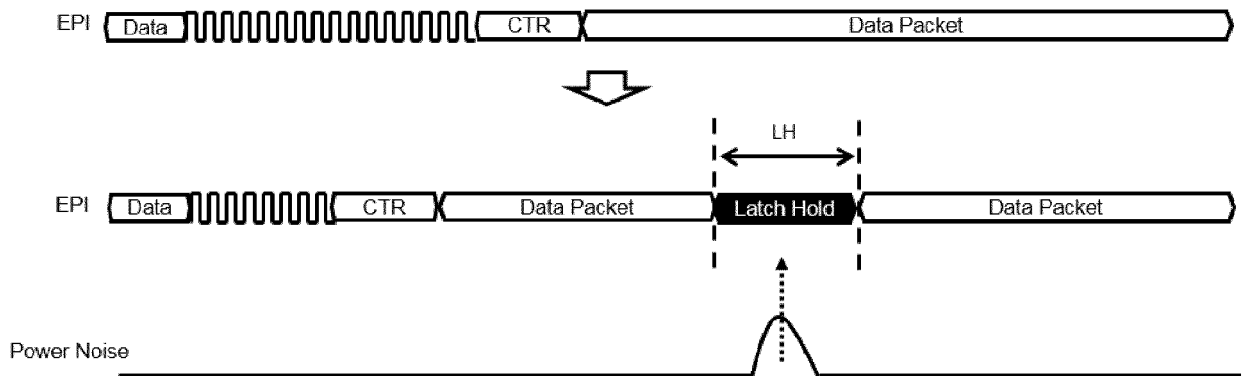 EPI Data CTR Data Packet
LH
EPI Data CTR Data Packet Latch Hold Data Packet
Power Noise